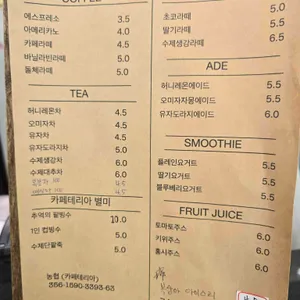 COFFEE
에스프레소 3.5
아메리카노 4.0
카페라떼 4.5
바닐라빈라떼 5.0
돌체라떼 5.0
TEA
허니레몬차 4.5
오미자차 4.5
유자차 4.5
유자도라지차 5.0
수제생강차 6.0
수제대추차 6.0
4.5
4.5
카페테리아 별미
추억의 팥빙수 10.0
1인 컵빙수 5.0
수제단팥죽 5.0
농협 (카페테리아)
356-1590-3393-63
5.0
초코라떼 5.0
딸기라떼 5.5
수제생강라떼 6.0
ADE
허니레몬에이드 5.5
오미자자몽에이드 5.5
유자도라지에이드 6.0
SMOOTHIE
플레인요거트 5.5
딸기요거트 5.5
블루베리요거트 5.5
FRUIT JUICE
토마토주스 6.0
키위주스 6.0
홍시주스 6.0